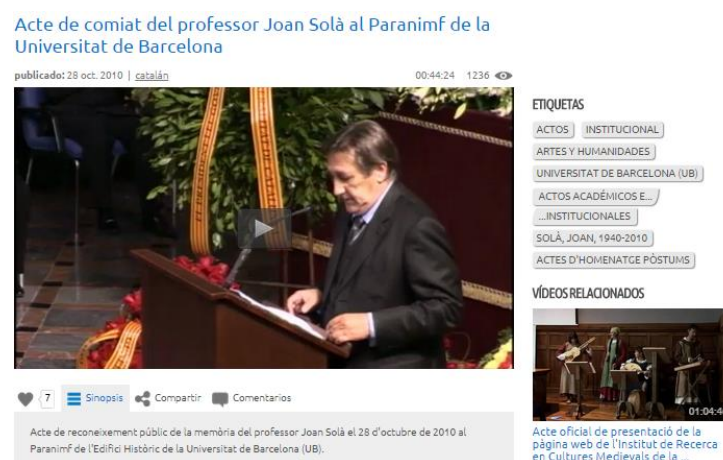 Acte de comiat del professor Joan Solà al Paranimf de la
Universitat de Barcelona
publicado: 28 oct. 2010 | catalán
00:44:24 1236
ETIQUETAS
ACTOS INSTITUCIONAL
ARTES Y HUMANIDADES
UNIVERSITAT DE BARCELONA (UB)
ACTOS ACADÉMICOS E...
...INSTITUCIONALES
SOLÀ, JOAN, 1940-2010
ACTES D'HOMENATGE PÒSTUMS
VÍDEOS RELACIONADOS
01:04:4
Acte oficial de presentació de la
pàgina web de l'Institut de Recerca
en Cultures Medievals de la ...
7 Sinopsis Compartir Comentarios
Acte de reconeixement públic de la memòria del professor Joan Solà el 28 d'octubre de 2010 al
Paranimf de l'Edifici Històric de la Universitat de Barcelona (UB).